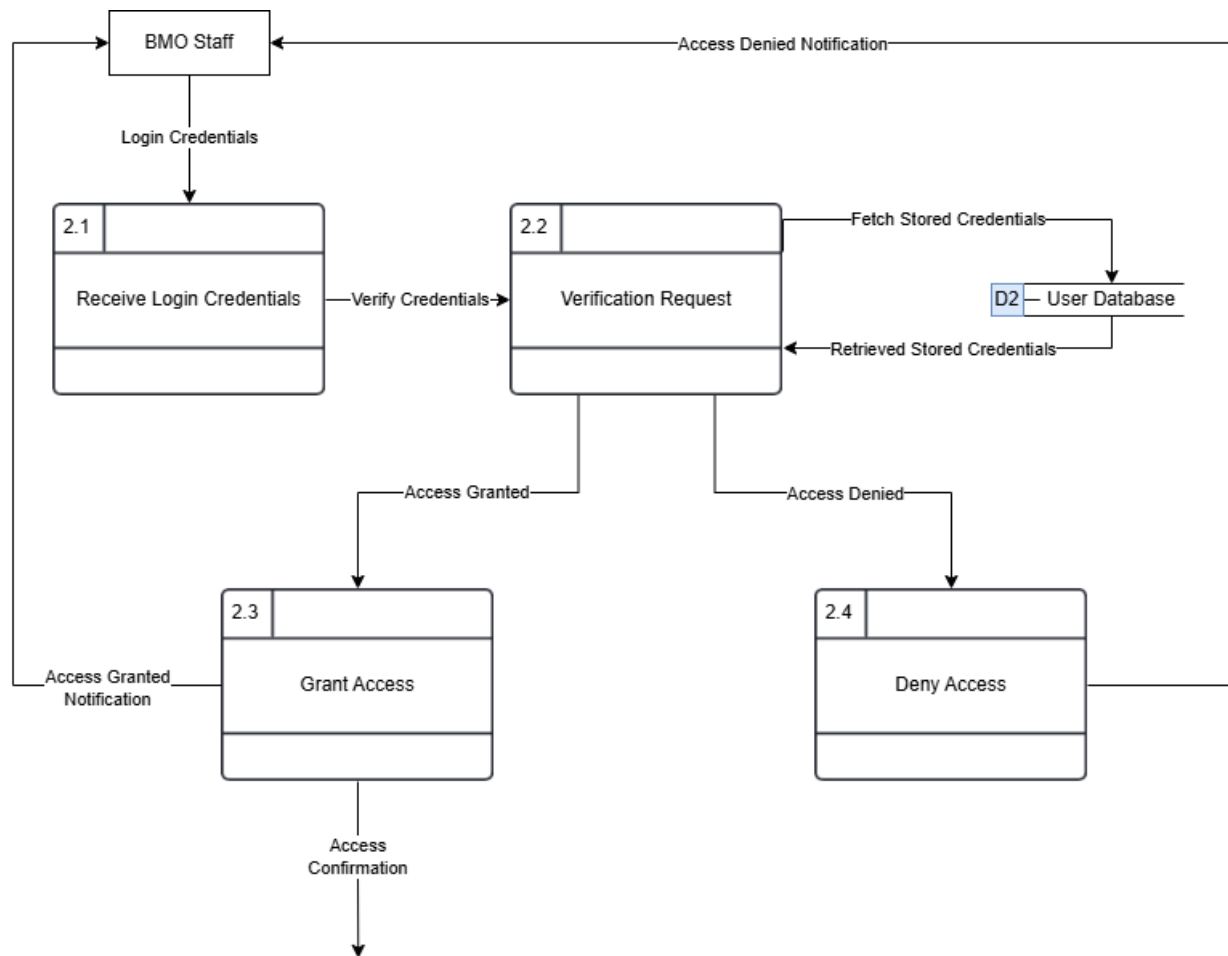 BMO Staff
Access Denied Notification
Login Credentials
2.1
2.2
Fetch Stored Credentials
Receive Login Credentials
Verify Credentials
Verification Request
D2
User Database
Retrieved Stored Credentials
Access Granted
Access Denied
2.3
2.4
Access Granted
Notification
Grant Access
Deny Access
Access
Confirmation